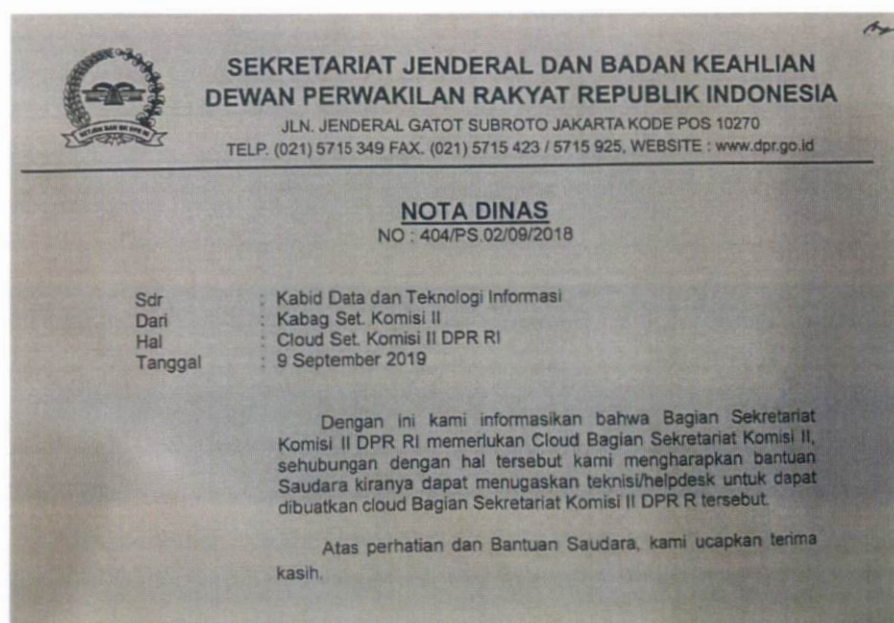 SEKRETARIAT JENDERAL DAN BADAN KEAHLIAN
DEWAN PERWAKILAN RAKYAT REPUBLIK INDONESIA
JLN. JENDERAL GATOT SUBROTO JAKARTA KODE POS 10270
TELP. (021) 5715 349 FAX. (021) 5715 423 / 5715 925, WEBSITE : www.dpr.go.id
SETJEN DAN BK DPR RI
NOTA DINAS
NO : 404/PS.02/09/2018
Sdr : Kabid Data dan Teknologi Informasi
Dari : Kabag Set. Komisi II
Hal : Cloud Set. Komisi II DPR RI
Tanggal : 9 September 2019
Dengan ini kami informasikan bahwa Bagian Sekretariat
Komisi II DPR RI memerlukan Cloud Bagian Sekretariat Komisi II,
sehubungan dengan hal tersebut kami mengharapkan bantuan
Saudara kiranya dapat menugaskan teknisi/helpdesk untuk dapat
dibuatkan cloud Bagian Sekretariat Komisi II DPR R tersebut.
Atas perhatian dan Bantuan Saudara, kami ucapkan terima
kasih.